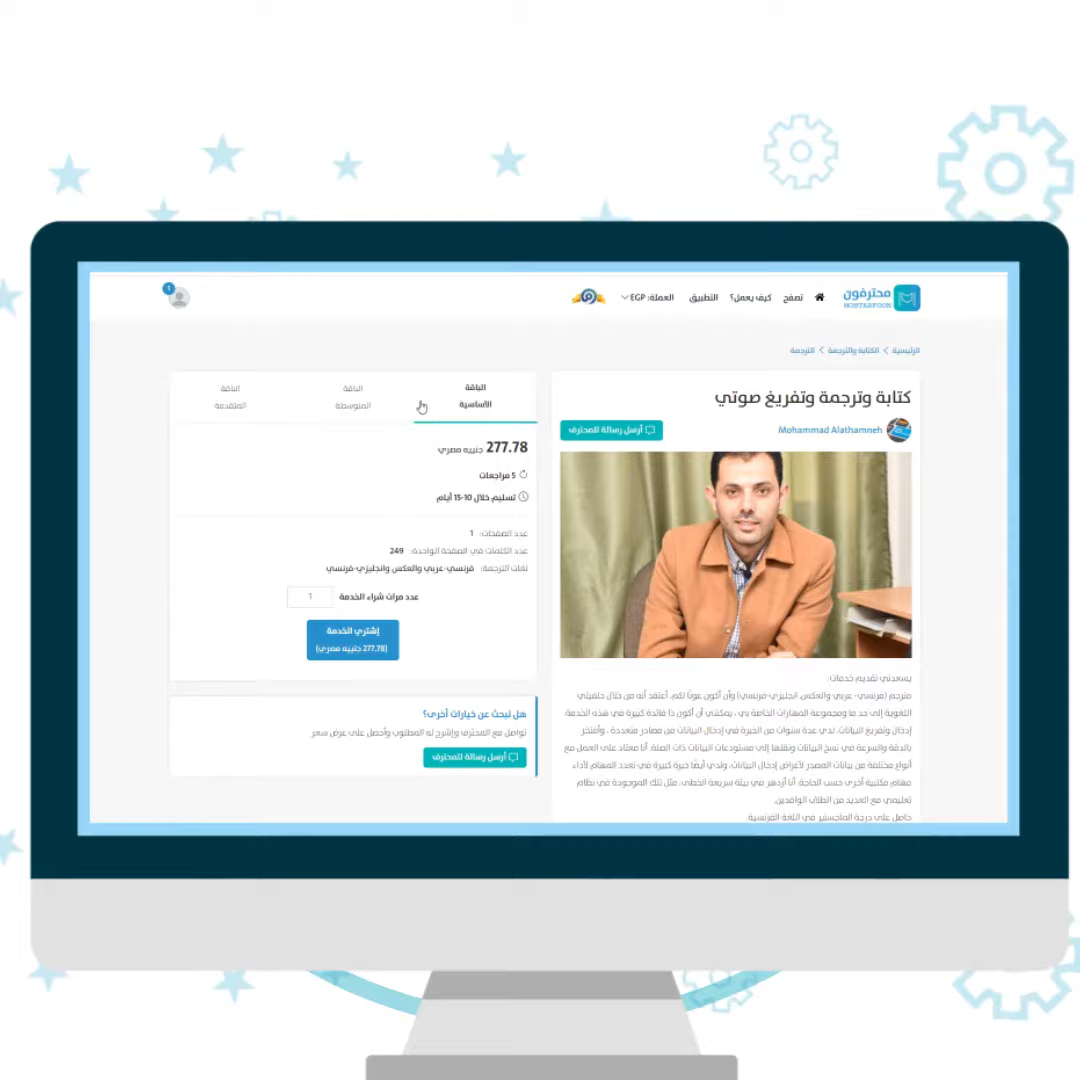 محترفون
MOHTARFOON
تصفح
كيف يعمل؟
التطبيق
العملة: EGP
1
الرئيسية > الكتابة والترجمة > الترجمة
كتابة وترجمة وتفريغ صوتي
Mohammad Alathamneh
أرسل رسالة للمحترف
يسعدني تقديم خدمات:
مترجم (فرنسي- عربي والعكس، انجليزي-فرنسي) وأن أكون عونًا لكم. أعتقد أنه من خلال خلفيتي
اللغوية إلى حد ما ومجموعة المهارات الخاصة بي ، يمكنني أن أكون ذا فائدة كبيرة في هذه الخدمة.
إدخال وتفريغ البيانات. لدي عدة سنوات من الخبرة في إدخال البيانات من مصادر متعددة ، وأفتخر
بالدقة والسرعة في نسخ البيانات ونقلها إلى مستودعات البيانات ذات الصلة. أنا معتاد على العمل مع
أنواع مختلفة من بيانات المصدر لأغراض إدخال البيانات، ولدي أيضًا خبرة كبيرة في تعدد المهام لأداء
مهام مكتبية أخرى حسب الحاجة. أنا أزدهر في بيئة سريعة الخطى، مثل تلك الموجودة في نظام
تعليمي مع العديد من الطلاب الوافدين.
حاصل على درجة الماجستير في اللغة الفرنسية.
الباقة
الأساسية
الباقة
المتوسطة
الباقة
المتقدمة
277.78 جنييه مصري
5 مراجعات
تسليم خلال 10-15 أيام
عدد الصفحات: 1
عدد الكلمات في الصفحة الواحدة: 249
لغات الترجمة: فرنسي-عربي والعكس وانجليزي-فرنسي
عدد مرات شراء الخدمة 1
إشتري الخدمة
(277.78 جنييه مصري)
هل تبحث عن خيارات أخرى؟
تواصل مع المحترف وإشرح له المطلوب وأحصل على عرض سعر
أرسل رسالة للمحترف